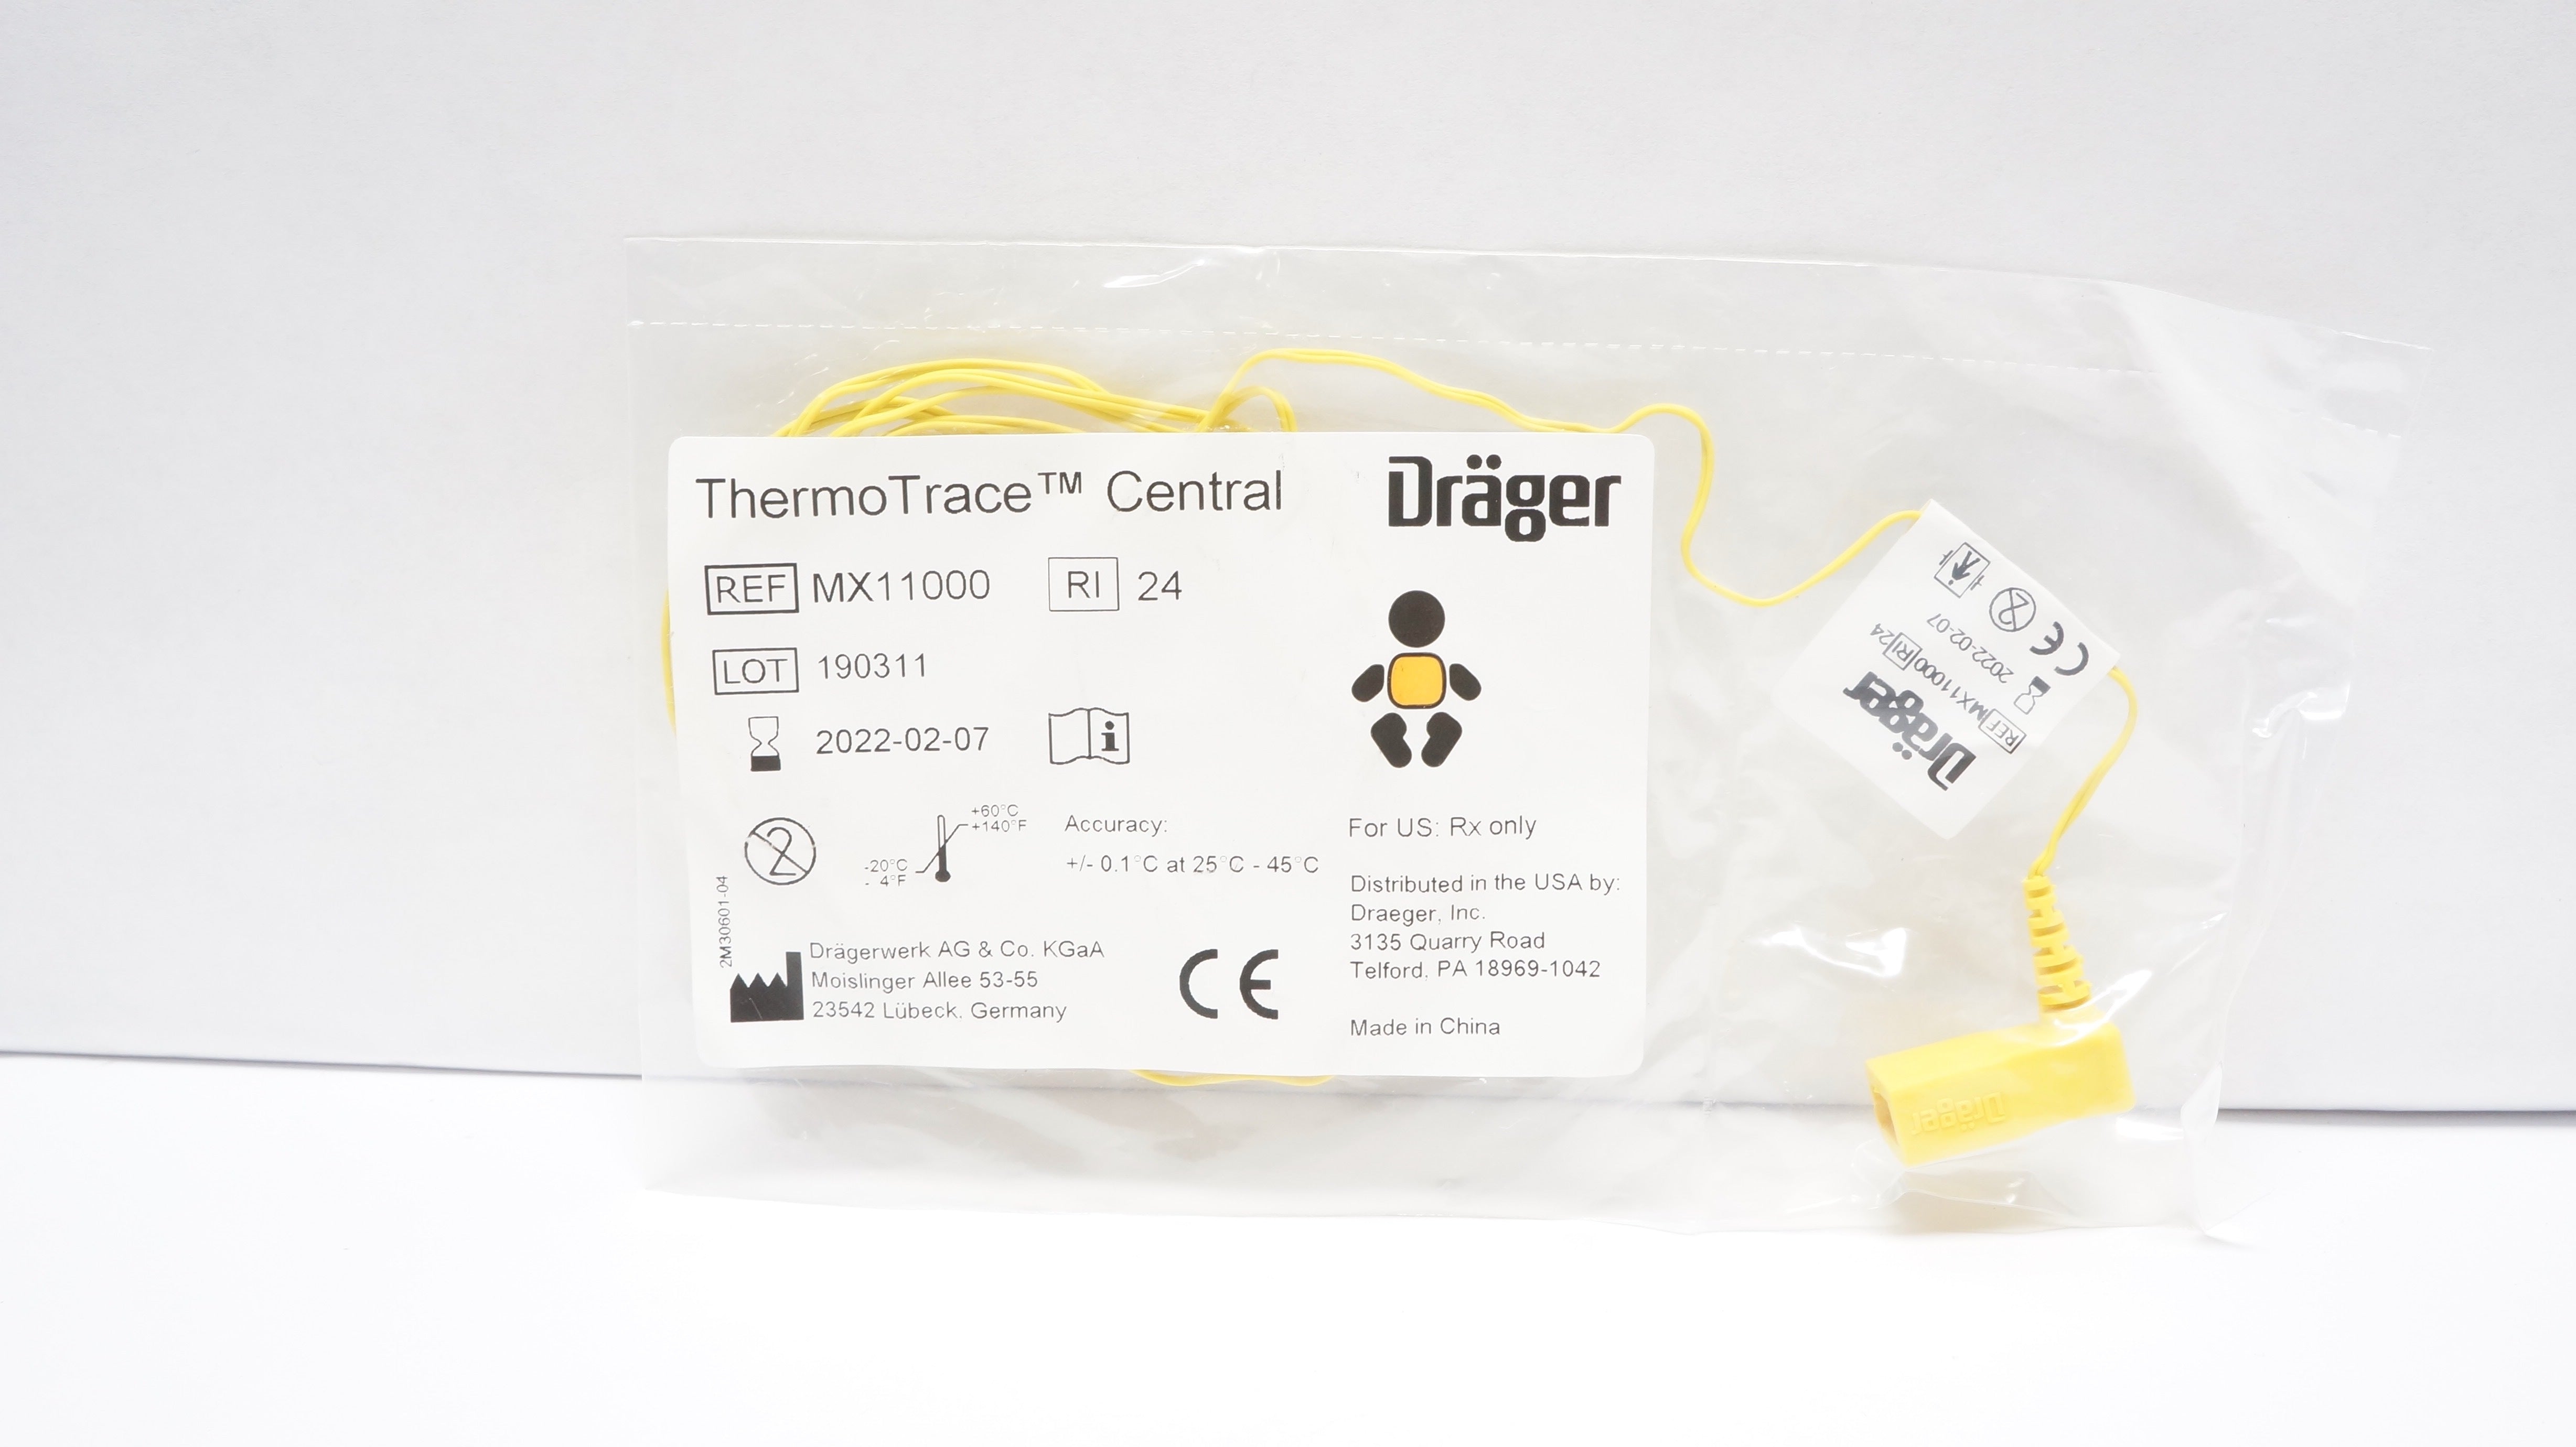 ThermoTrace™ Central
Dräger
REF MX11000 RI 24
LOT 190311
2022-02-07
2
+60°C
+140°F
-20°C
- 4°F
Accuracy:
+/- 0.1°C at 25°C - 45°C
2M30601-04
Drägerwerk AG & Co. KGaA
Moislinger Allee 53-55
23542 Lübeck. Germany
CE
For US: Rx only
Distributed in the USA by:
Draeger, Inc.
3135 Quarry Road
Telford. PA 18969-1042
Made in China
Dräger
REF MX11000 RI 24
2022-02-07
CE 2
Dräger